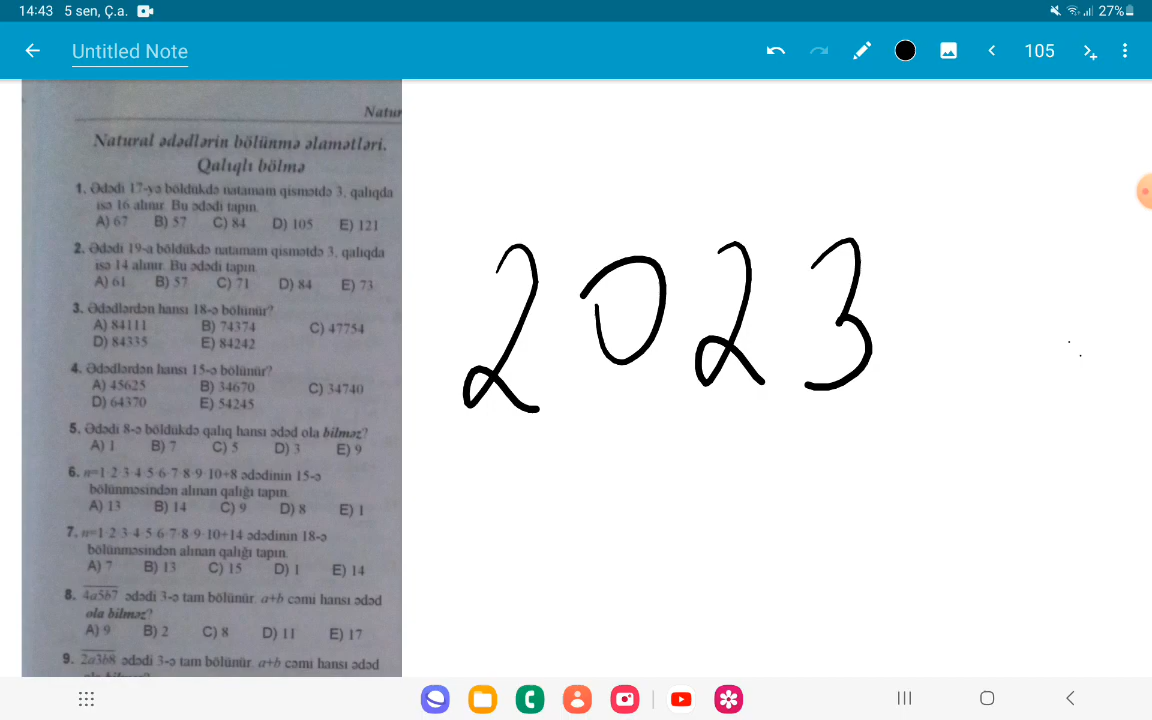 14:43 5 sen, Ç.a. 27%
Untitled Note 105
Natur
Natural ədədlərin bölünmə əlamətləri.
Qalıqlı bölmə
1. Ədədi 17-yə böldükdə natamam qismətdə 3, qalıqda
isə 16 alınır. Bu ədədi tapın.
A) 67 B) 57 C) 84 D) 105 E) 121
2. Ədədi 19-a böldükdə natamam qismətdə 3, qalıqda
isə 14 alınır. Bu ədədi tapın.
A) 61 B) 57 C) 71 D) 84 E) 73
3. Ədədlərdən hansı 18-ə bölünür?
A) 84111 B) 74374 C) 47754
D) 84335 E) 84242
4. Ədədlərdən hansı 15-ə bölünür?
A) 45625 B) 34670 C) 34740
D) 64370 E) 54245
5. Ədədi 8-ə böldükdə qalıq hansı ədəd ola bilməz?
A) 1 B) 7 C) 5 D) 3 E) 9
6. n=1·2·3·4·5·6·7·8·9·10+8 ədədinin 15-ə
bölünməsindən alınan qalığı tapın.
A) 13 B) 14 C) 9 D) 8 E) 1
7. n=1·2·3·4·5·6·7·8·9·10+14 ədədinin 18-ə
bölünməsindən alınan qalığı tapın.
A) 7 B) 13 C) 15 D) 1 E) 14
8. 4a5b7 ədədi 3-ə tam bölünür. a+b cəmi hansı ədəd
ola bilməz?
A) 9 B) 2 C) 8 D) 11 E) 17
9. 2a3b8 ədədi 3-ə tam bölünür. a+b cəmi hansı ədəd
2023